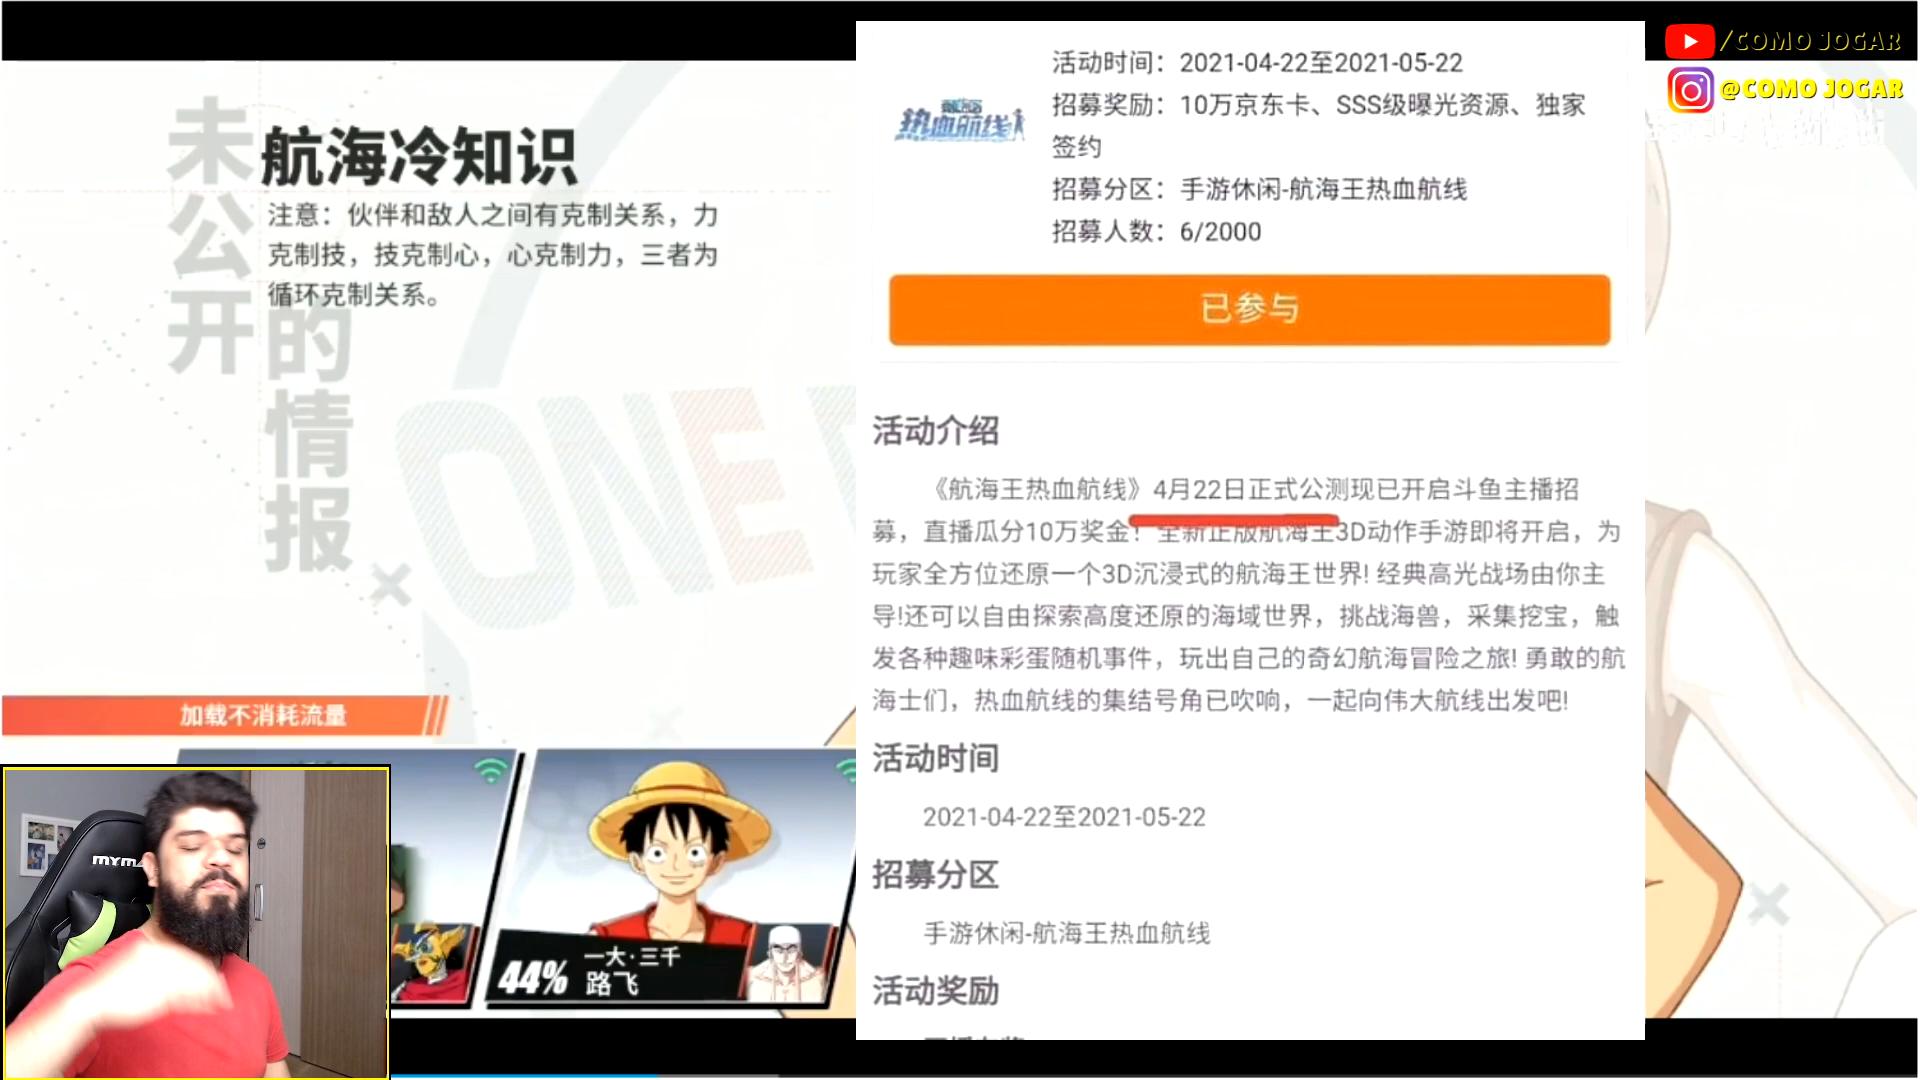 未公开
的情报
航海冷知识
注意：伙伴和敌人之间有克制关系，力
克制技，技克制心，心克制力，三者为
循环克制关系。
ONE
加载不消耗流量
44%
一大·三千
路飞
热血航线
活动时间：2021-04-22至2021-05-22
招募奖励：10万京东卡、SSS级曝光资源、独家
签约
招募分区：手游休闲-航海王热血航线
招募人数：6/2000
已参与
活动介绍
《航海王热血航线》4月22日正式公测现已开启斗鱼主播招
募，直播瓜分10万奖金！全新正版航海王3D动作手游即将开启，为
玩家全方位还原一个3D沉浸式的航海王世界! 经典高光战场由你主
导!还可以自由探索高度还原的海域世界，挑战海兽，采集挖宝，触
发各种趣味彩蛋随机事件，玩出自己的奇幻航海冒险之旅! 勇敢的航
海士们，热血航线的集结号角已吹响，一起向伟大航线出发吧!
活动时间
2021-04-22至2021-05-22
招募分区
手游休闲-航海王热血航线
活动奖励
/COMO JOGAR
@COMO JOGAR